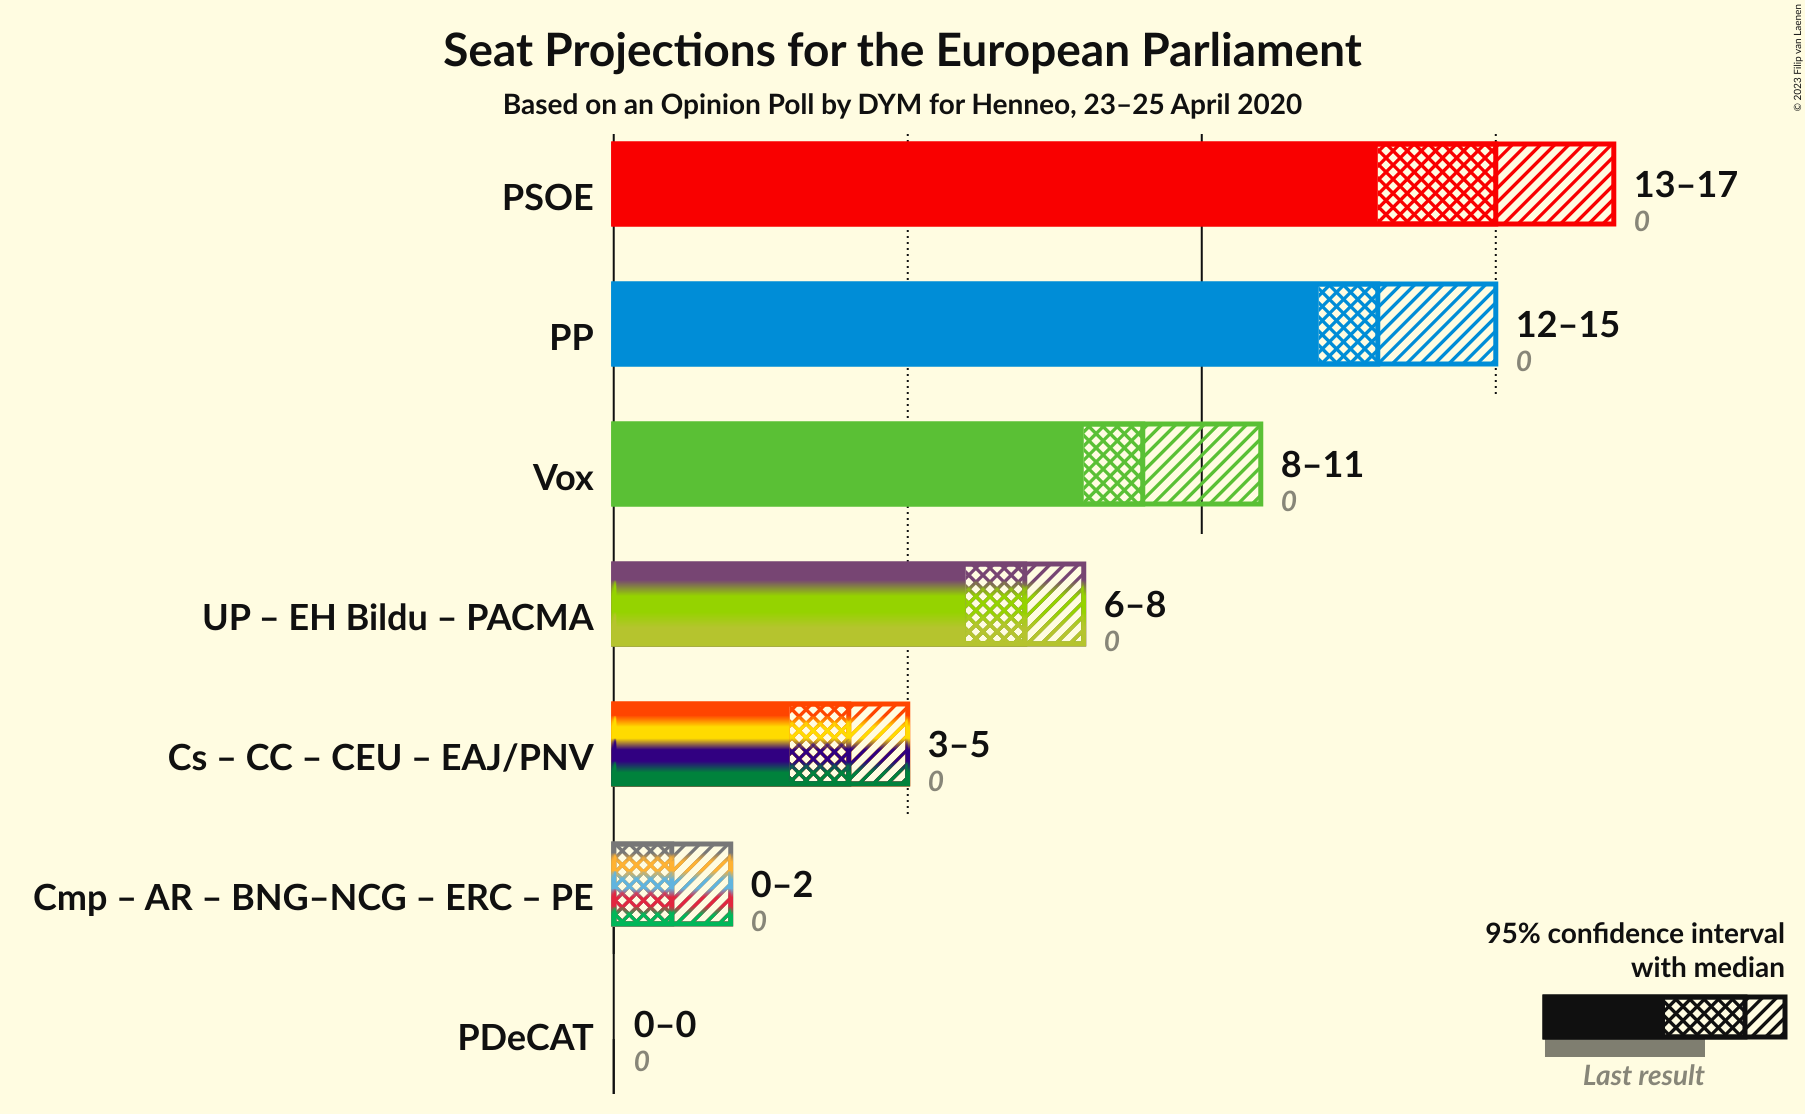 Seat Projections for the European Parliament
Based on an Opinion Poll by DYM for Henneo, 23–25 April 2020
© 2023 Filip van Laenen
PSOE
13–17
0
PP
12–15
0
Vox
8–11
0
UP – EH Bildu – PACMA
6–8
0
Cs – CC – CEU – EAJ/PNV
3–5
0
Cmp – AR – BNG–NCG – ERC – PE
0–2
0
PDeCAT
0–0
0
95% confidence interval
with median
Last result